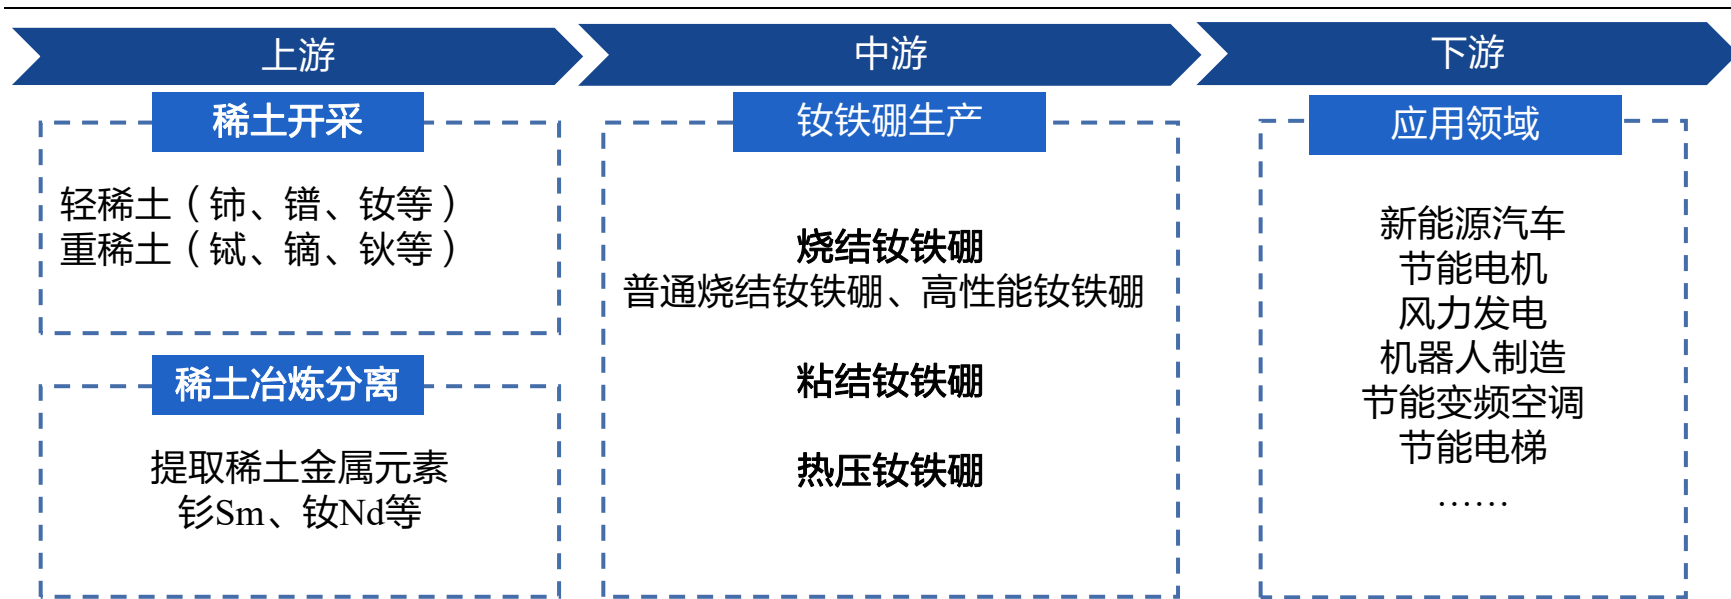 上游
中游
下游
稀土开采
轻稀土（铈、镨、钕等）
重稀土（铽、镝、钬等）
稀土冶炼分离
提取稀土金属元素
钐Sm、钕Nd等
钕铁硼生产
烧结钕铁硼
普通烧结钕铁硼、高性能钕铁硼
粘结钕铁硼
热压钕铁硼
应用领域
新能源汽车
节能电机
风力发电
机器人制造
节能变频空调
节能电梯
……